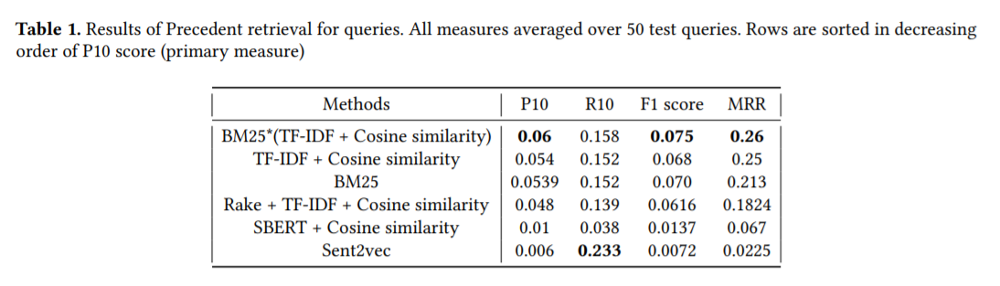 Table 1. Results of Precedent retrieval for queries. All measures averaged over 50 test queries. Rows are sorted in decreasing
order of P10 score (primary measure)
Methods P10 R10 F1 score MRR
BM25*(TF-IDF + Cosine similarity) 0.06 0.158 0.075 0.26
TF-IDF + Cosine similarity 0.054 0.152 0.068 0.25
BM25 0.0539 0.152 0.070 0.213
Rake + TF-IDF + Cosine similarity 0.048 0.139 0.0616 0.1824
SBERT + Cosine similarity 0.01 0.038 0.0137 0.067
Sent2vec 0.006 0.233 0.0072 0.0225